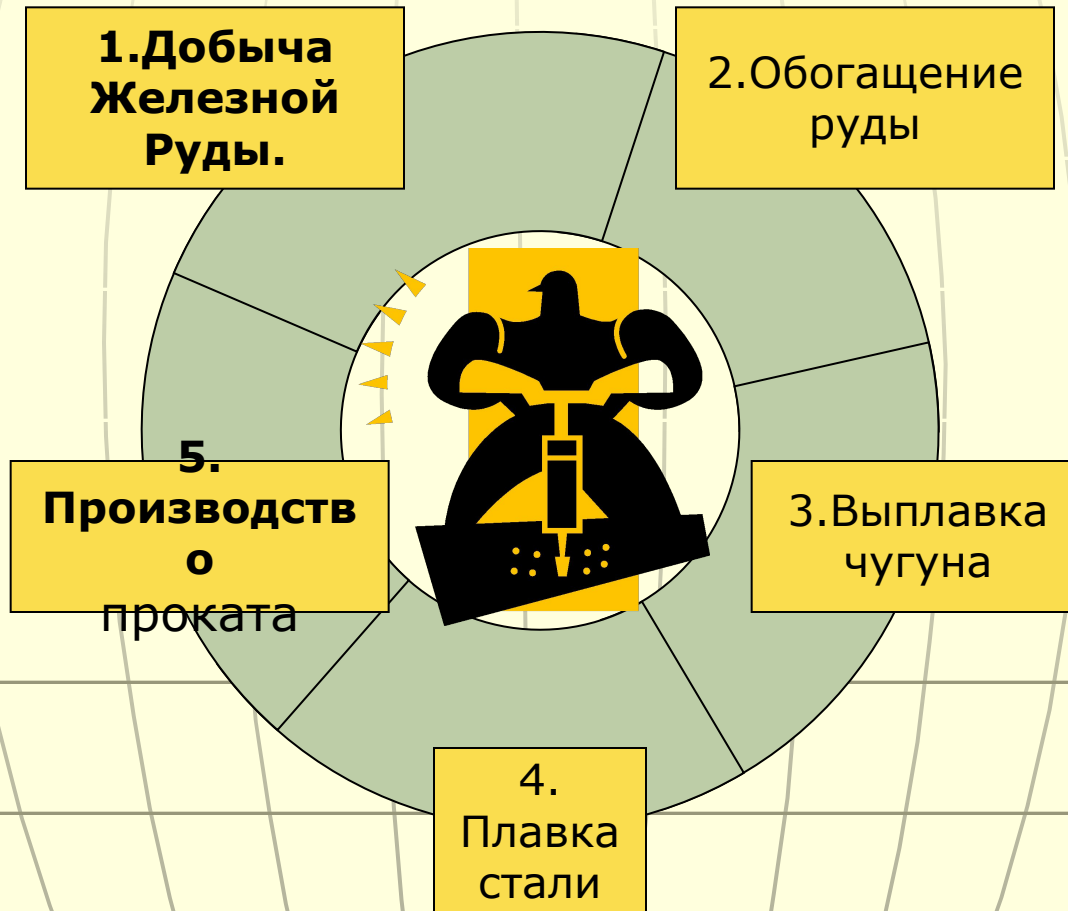 1.Добыча
Железной
Руды.
2.Обогащение
руды
3.Выплавка
чугуна
4.
Плавка
стали
5.
Производств
о
проката